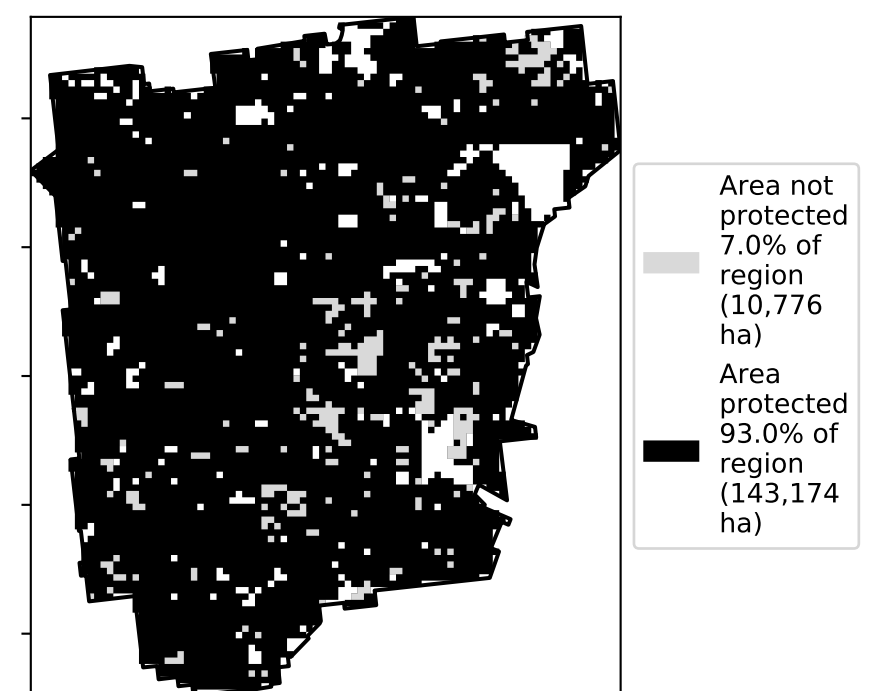 Area not
protected
7.0% of
region
(10,776
ha)
Area
protected
93.0% of
region
(143,174
ha)